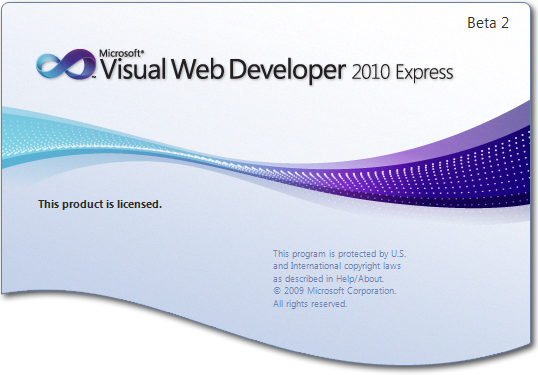 Beta 2
Microsoft®
Visual Web Developer 2010 Express
This product is licensed.
This program is protected by U.S.
and International copyright laws
as described in Help/About.
© 2009 Microsoft Corporation.
All rights reserved.